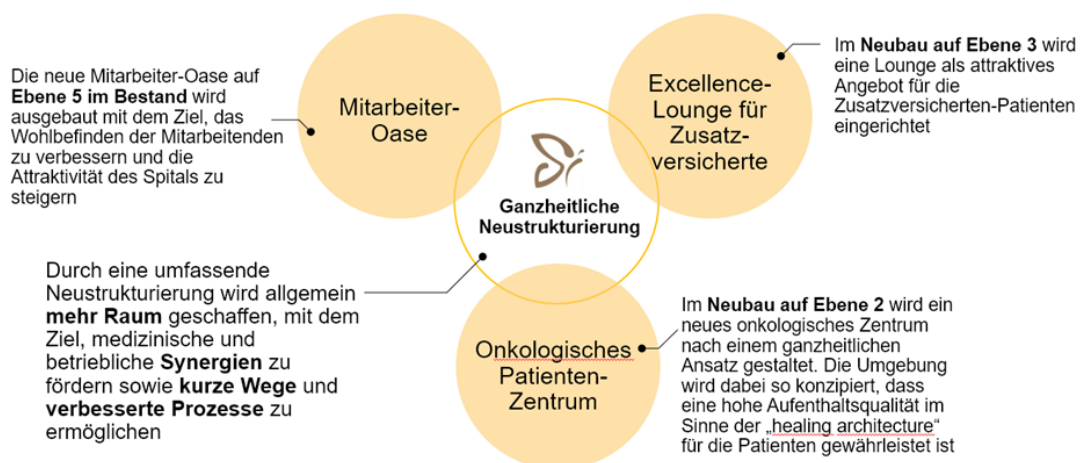 Die neue Mitarbeiter-Oase auf
Ebene 5 im Bestand wird
ausgebaut mit dem Ziel, das
Wohlbefinden der Mitarbeitenden
zu verbessern und die
Attraktivität des Spitals zu
steigern
Mitarbeiter-
Oase
Excellence-
Lounge für
Zusatz-
versicherte
Im Neubau auf Ebene 3 wird
eine Lounge als attraktives
Angebot für die
Zusatzversicherten-Patienten
eingerichtet
Ganzheitliche
Neustrukturierung
Durch eine umfassende
Neustrukturierung wird allgemein
mehr Raum geschaffen, mit dem
Ziel, medizinische und
betriebliche Synergien zu
fördern sowie kurze Wege und
verbesserte Prozesse zu
ermöglichen
Onkologisches
Patienten-
Zentrum
Im Neubau auf Ebene 2 wird ein
neues onkologisches Zentrum
nach einem ganzheitlichen
Ansatz gestaltet. Die Umgebung
wird dabei so konzipiert, dass
eine hohe Aufenthaltsqualität im
Sinne der „healing architecture“
für die Patienten gewährleistet ist